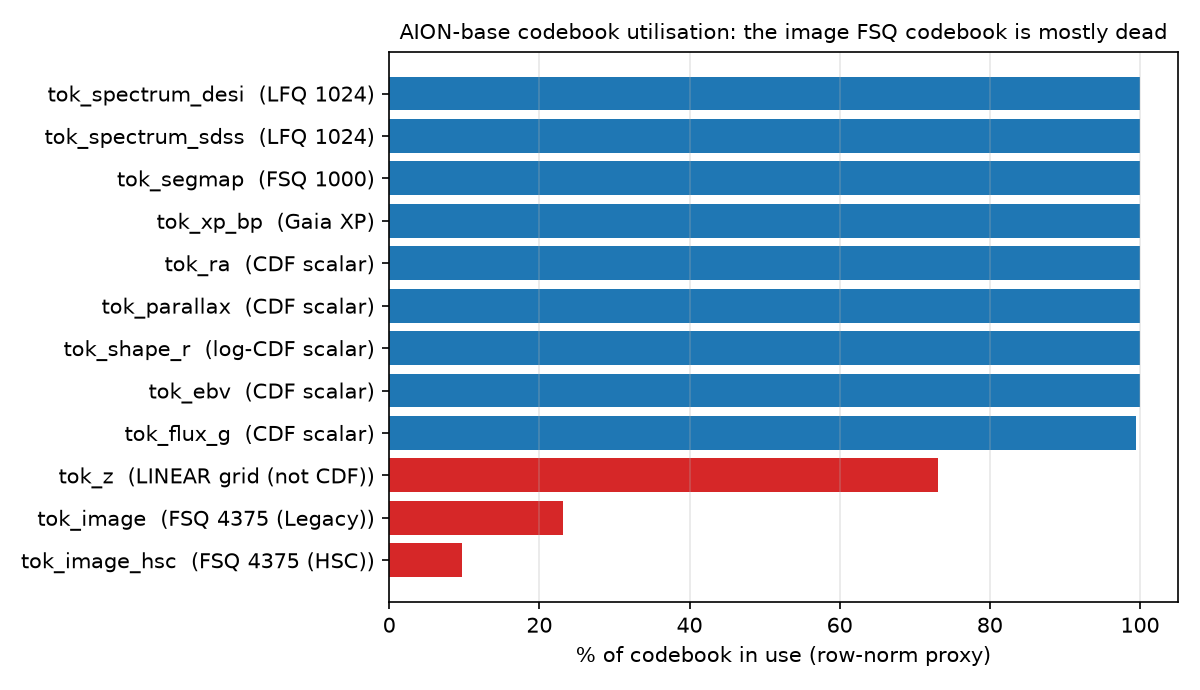 AION-base codebook utilisation: the image FSQ codebook is mostly dead
tok_spectrum_desi (LFQ 1024)
tok_spectrum_sdss (LFQ 1024)
tok_segmap (FSQ 1000)
tok_xp_bp (Gaia XP)
tok_ra (CDF scalar)
tok_parallax (CDF scalar)
tok_shape_r (log-CDF scalar)
tok_ebv (CDF scalar)
tok_flux_g (CDF scalar)
tok_z (LINEAR grid (not CDF))
tok_image (FSQ 4375 (Legacy))
tok_image_hsc (FSQ 4375 (HSC))
0 20 40 60 80 100
% of codebook in use (row-norm proxy)